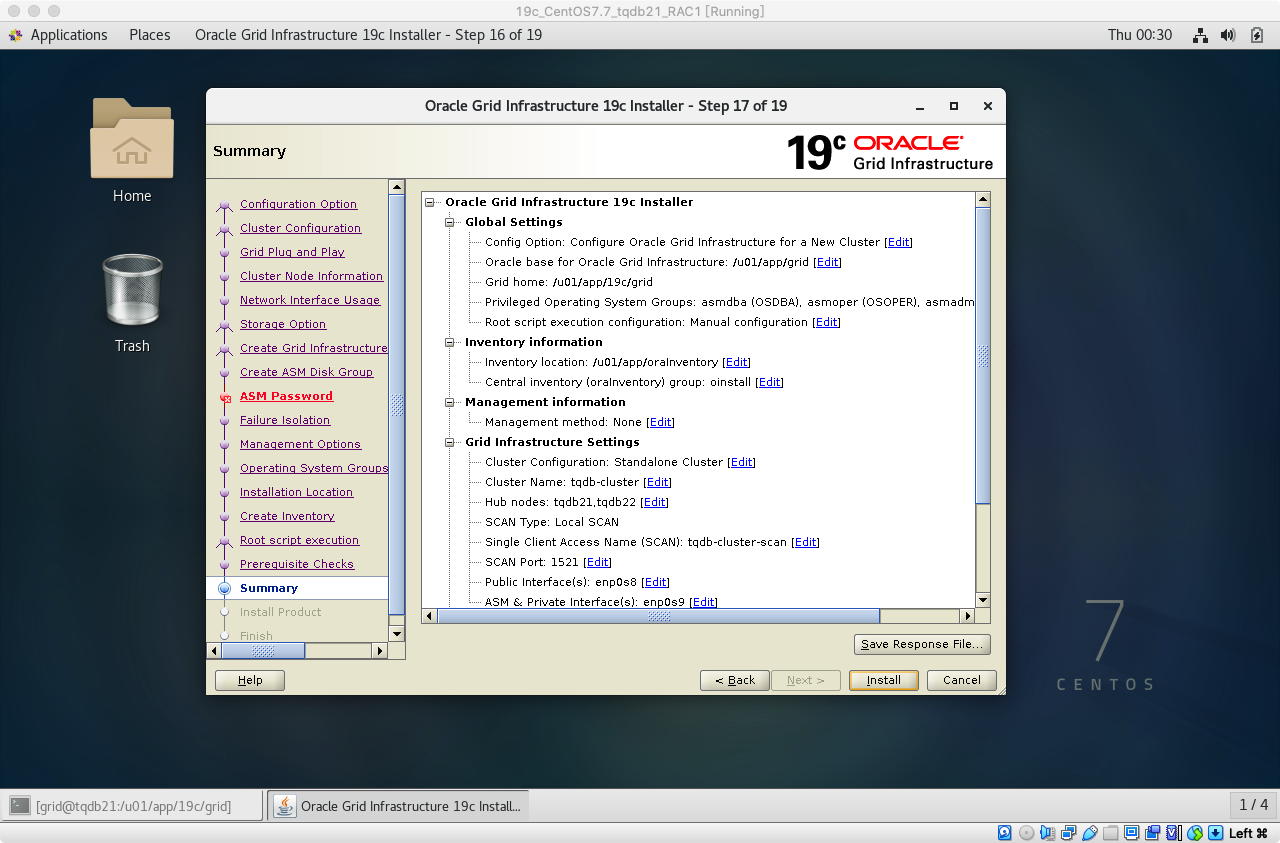 19c_CentOS7.7_tqdb21_RAC1 [Running]
Applications Places Oracle Grid Infrastructure 19c Installer - Step 16 of 19 Thu 00:30
Oracle Grid Infrastructure 19c Installer - Step 17 of 19
Summary
19c ORACLE
Grid Infrastructure
Home
Trash
Configuration Option
Cluster Configuration
Grid Plug and Play
Cluster Node Information
Network Interface Usage
Storage Option
Create Grid Infrastructure
Create ASM Disk Group
ASM Password
Failure Isolation
Management Options
Operating System Groups
Installation Location
Create Inventory
Root script execution
Prerequisite Checks
Summary
Install Product
Finish
Oracle Grid Infrastructure 19c Installer
Global Settings
Config Option: Configure Oracle Grid Infrastructure for a New Cluster [Edit]
Oracle base for Oracle Grid Infrastructure: /u01/app/grid [Edit]
Grid home: /u01/app/19c/grid
Privileged Operating System Groups: asmdba (OSDBA), asmoper (OSOPER), asmadm
Root script execution configuration: Manual configuration [Edit]
Inventory information
Inventory location: /u01/app/oraInventory [Edit]
Central inventory (oraInventory) group: oinstall [Edit]
Management information
Management method: None [Edit]
Grid Infrastructure Settings
Cluster Configuration: Standalone Cluster [Edit]
Cluster Name: tqdb-cluster [Edit]
Hub nodes: tqdb21,tqdb22 [Edit]
SCAN Type: Local SCAN
Single Client Access Name (SCAN): tqdb-cluster-scan [Edit]
SCAN Port: 1521 [Edit]
Public Interface(s): enp0s8 [Edit]
ASM & Private Interface(s): enp0s9 [Edit]
Save Response File...
Help < Back Next > Install Cancel
7
CENTOS
[grid@tqdb21:/u01/app/19c/grid] Oracle Grid Infrastructure 19c Install... 1 / 4
Left ⌘